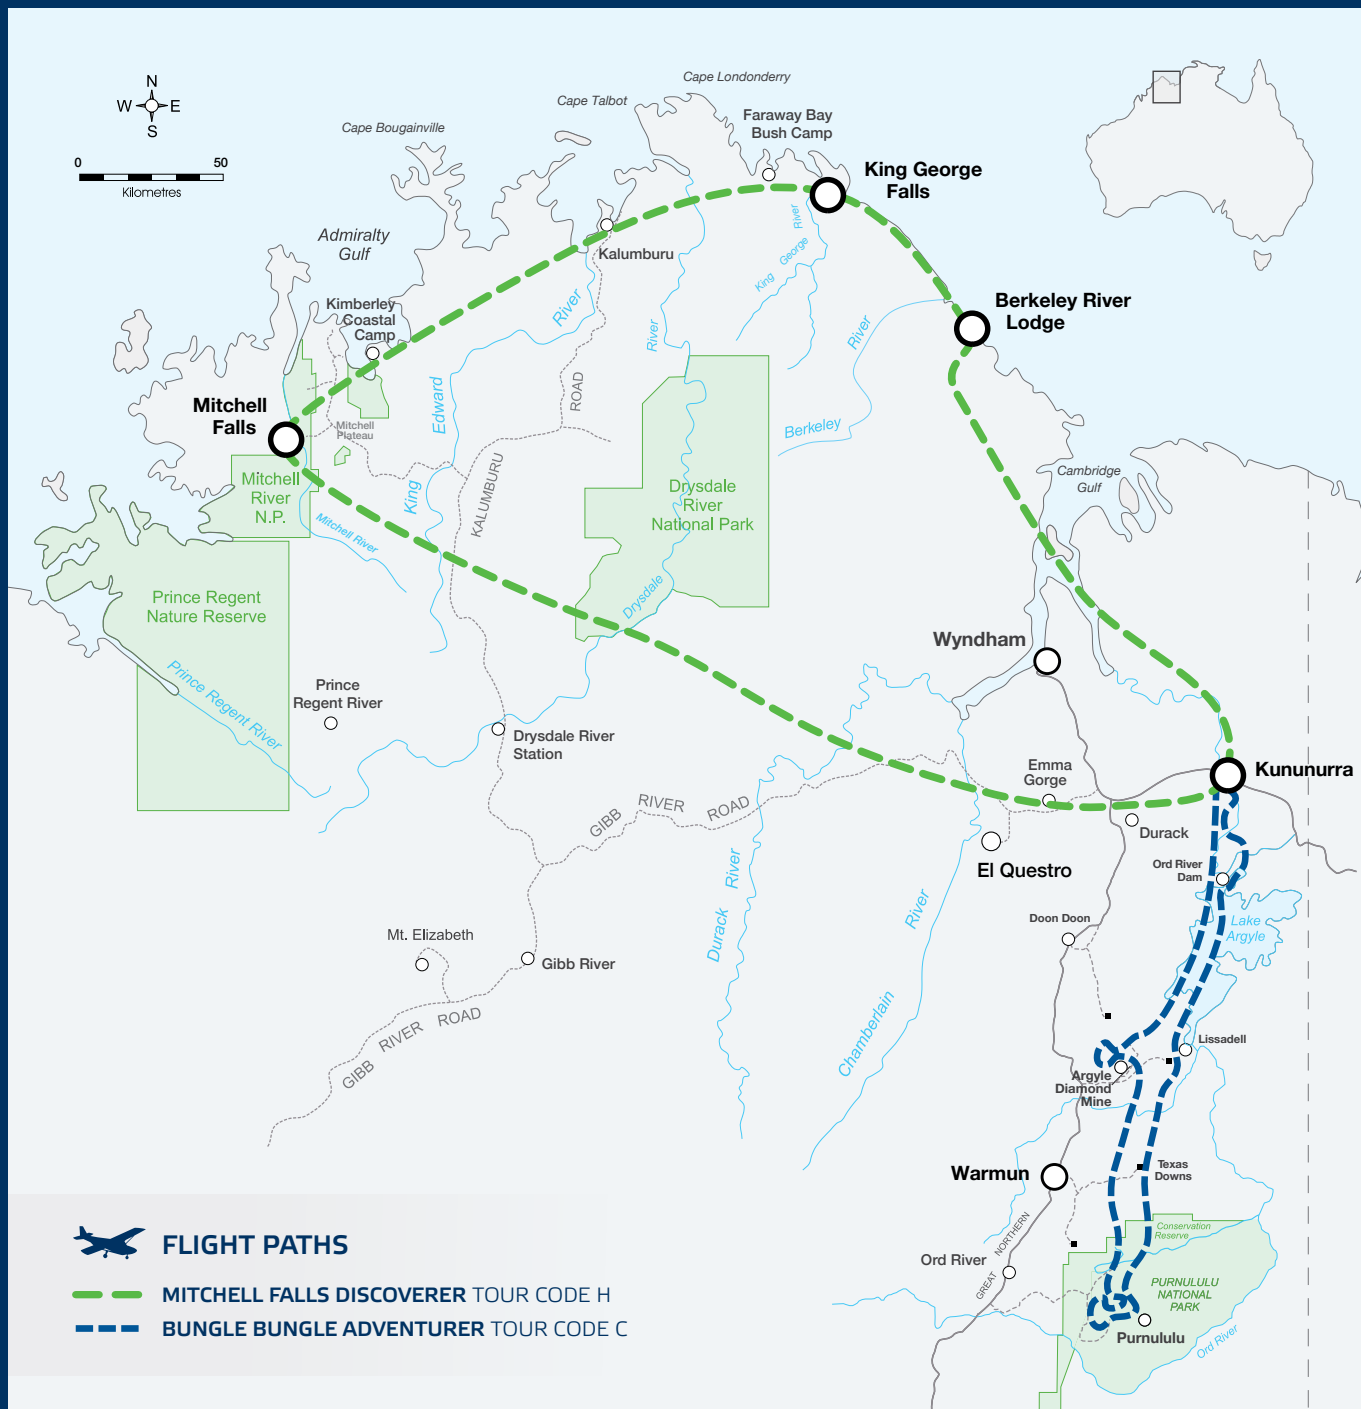 Cape Londonderry
Cape Talbot
Faraway Bay
Bush Camp
Cape Bougainville
N
W E
S
0 50
Kilometres
King George
Falls
Admiralty
Gulf
Kalumburu
King George
River
Kimberley
Coastal
Camp
River
River
River
Berkeley River
Lodge
Mitchell
Falls
Mitchell
Plateau
Edward
ROAD
Berkeley
Mitchell
River
N.P.
King
KALUMBURU
Drysdale
River
National Park
Cambridge
Gulf
Mitchell River
Prince Regent
Nature Reserve
Drysdale
Wyndham
Prince Regent River
Prince
Regent River
Drysdale River
Station
Emma
Gorge
Kununurra
GIBB RIVER ROAD
Durack
El Questro
Ord River
Dam
Durack River
River
Doon Doon
Lake
Argyle
Mt. Elizabeth
Gibb River
GIBB RIVER ROAD
Chamberlain
Lissadell
Argyle
Diamond
Mine
Warmun
Texas
Downs
GREAT NORTHERN
Conservation
Reserve
Ord River
PURNULULU
NATIONAL
PARK
Purnululu
Ord River
FLIGHT PATHS
MITCHELL FALLS DISCOVERER TOUR CODE H
BUNGLE BUNGLE ADVENTURER TOUR CODE C